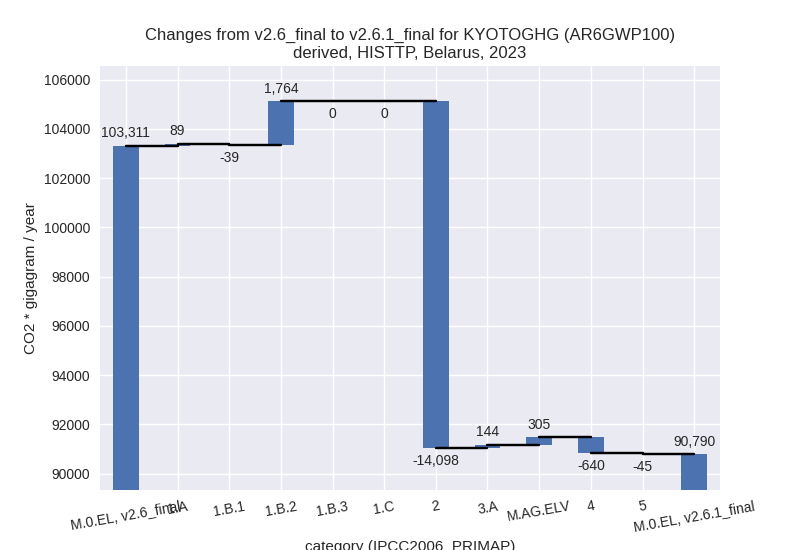 Changes from v2.6_final to v2.6.1_final for KYOTOGHG (AR6GWP100)
derived, HISTTP, Belarus, 2023
106000
104000
102000
100000
98000
96000
94000
92000
90000
CO2 * gigagram / year
103,311
89
-39
1,764
0
0
-14,098
144
305
-640
-45
90,790
M.0.EL, v2.6_final
1.A
1.B.1
1.B.2
1.B.3
1.C
2
3.A
M.AG.ELV
4
5
M.0.EL, v2.6.1_final
category (IPCC2006_PRIMAP)